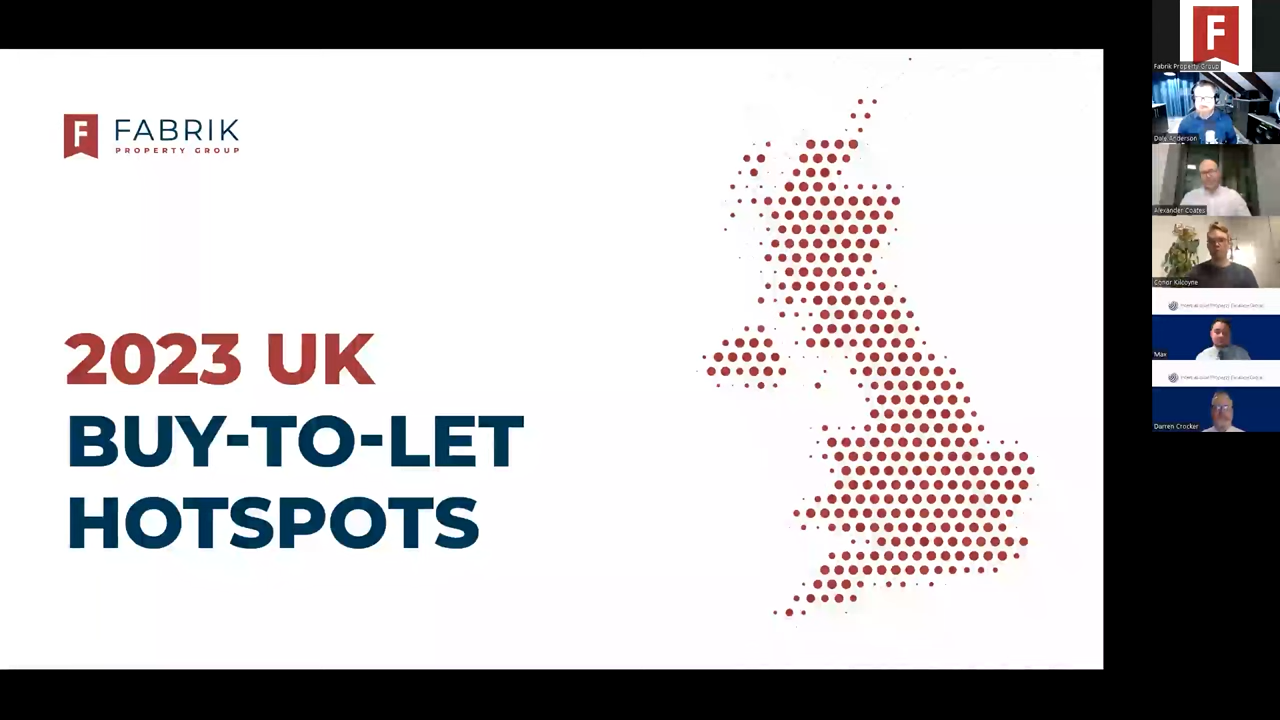 F FABRIK
PROPERTY GROUP
2023 UK
BUY-TO-LET
HOTSPOTS
F
Fabrik Property Group
Dale Anderson
Alexander Coates
Conor Kilcoyne
Max
Darren Crocker